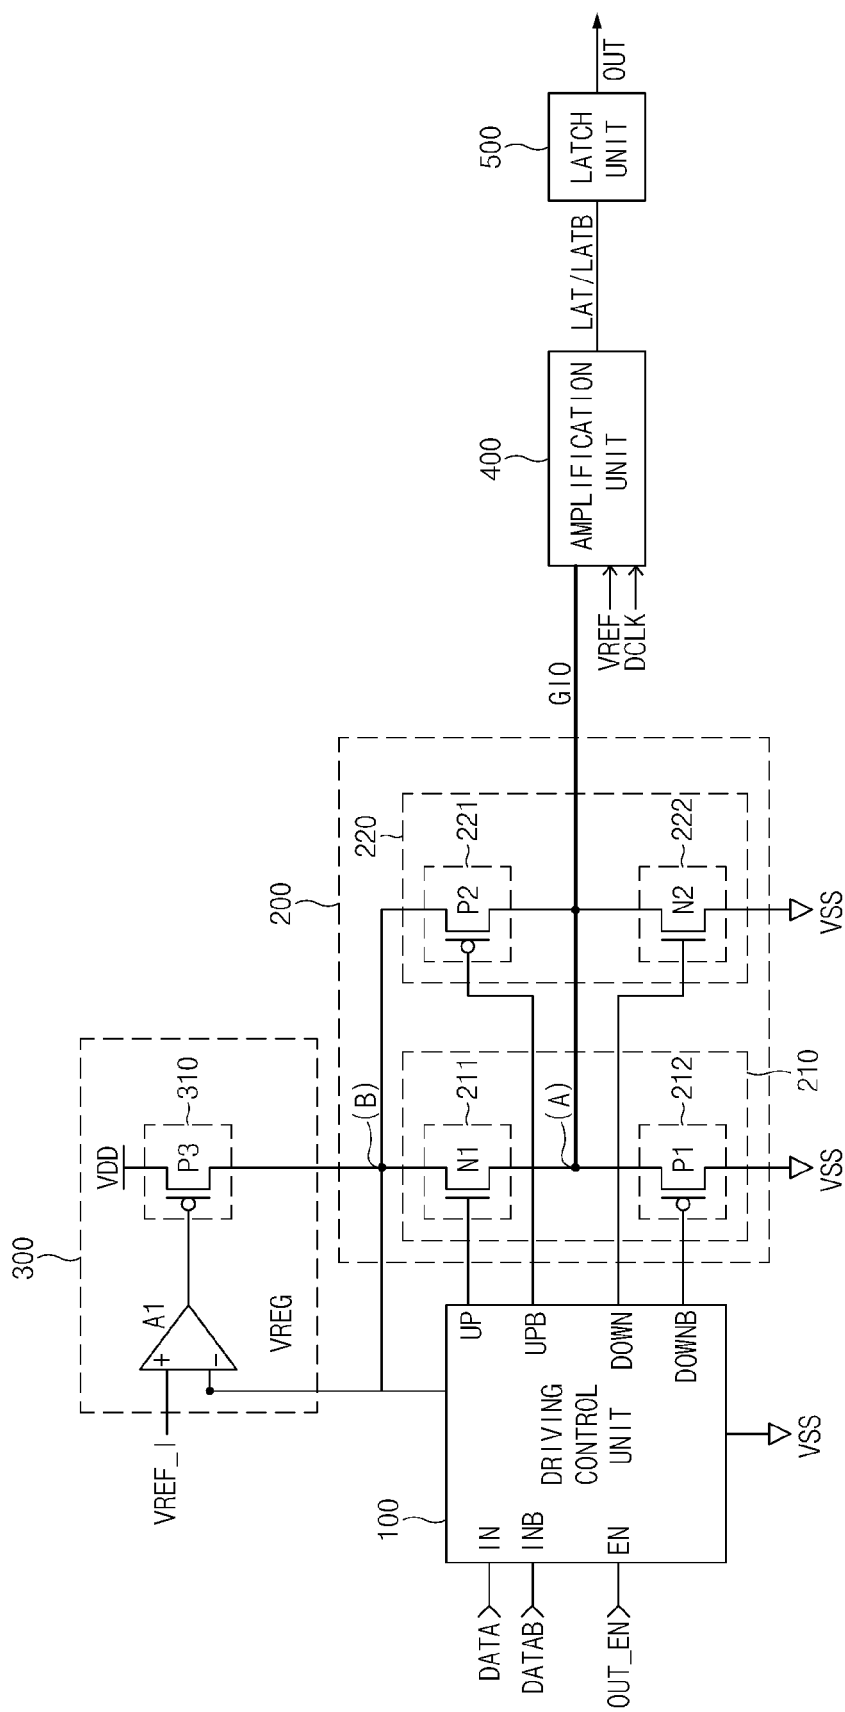 300
VDD
P3
310
A1
+
-
VREG
VREF_I
200
(B)
220
N1
211
P2
221
(A)
P1
212
N2
222
210
VSS
VSS
GIO
100
DRIVING
CONTROL
UNIT
IN
INB
EN
UP
UPB
DOWN
DOWNB
DATA
DATAB
OUT_EN
VSS
400
AMPLIFICATION
UNIT
VREF
DCLK
LAT/LATB
500
LATCH
UNIT
OUT